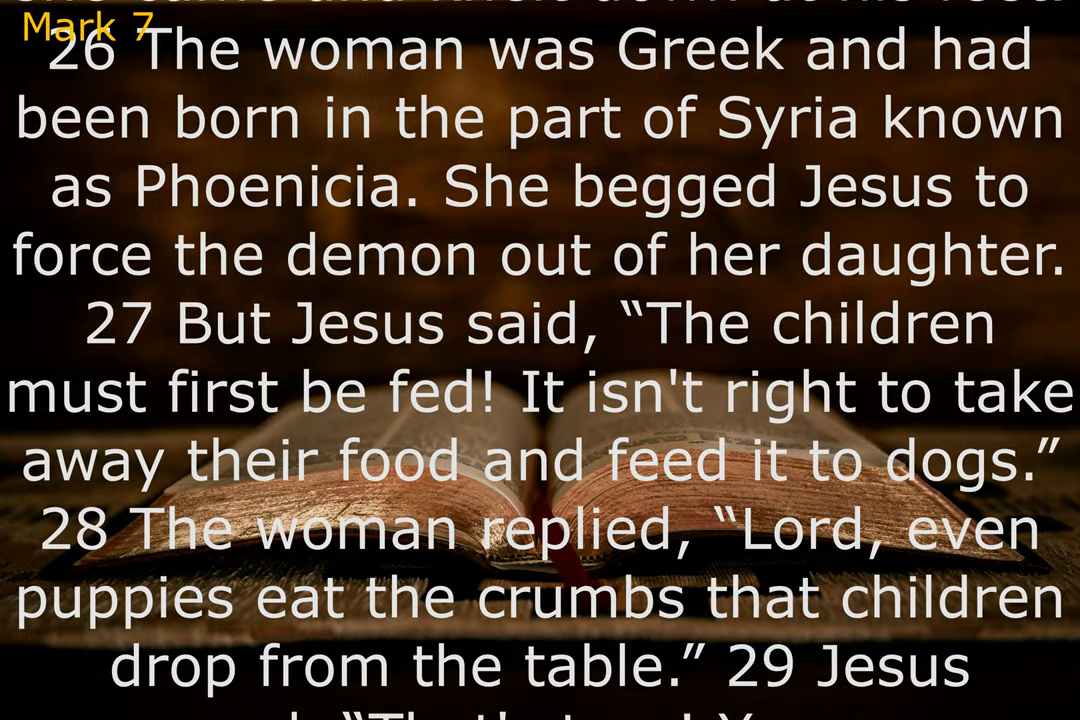 Mark 7
26 The woman was Greek and had
been born in the part of Syria known
as Phoenicia. She begged Jesus to
force the demon out of her daughter.
27 But Jesus said, “The children
must first be fed! It isn't right to take
away their food and feed it to dogs.”
28 The woman replied, “Lord, even
puppies eat the crumbs that children
drop from the table.” 29 Jesus